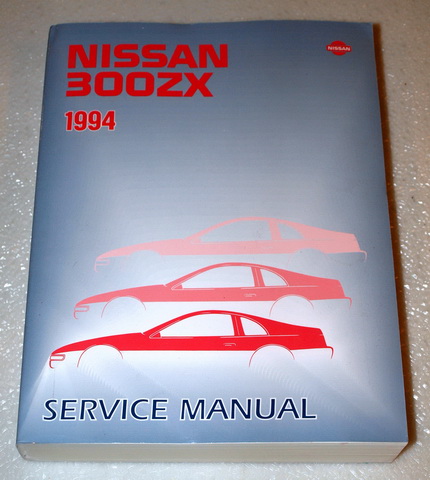 NISSAN
300ZX
1994
NISSAN
SERVICE MANUAL